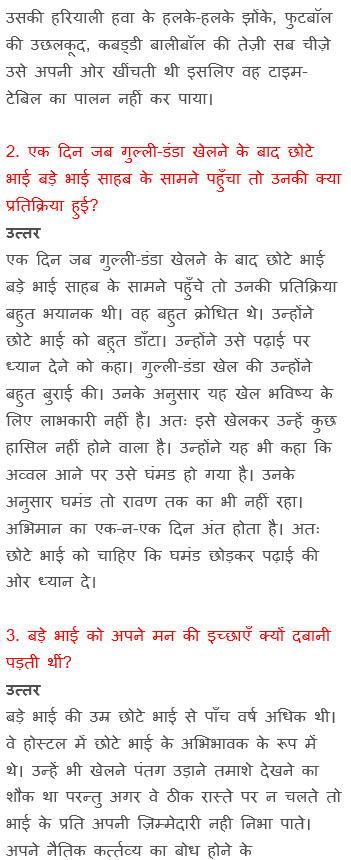 उसकी हरियाली हवा के हलके-हलके झोंके, फुटबॉल
की उछलकूद, कबड्डी बालीबॉल की तेज़ी सब चीज़े
उसे अपनी ओर खींचती थी इसलिए वह टाइम-
टेबिल का पालन नहीं कर पाया।
2. एक दिन जब गुल्ली-डंडा खेलने के बाद छोटे
भाई बड़े भाई साहब के सामने पहुँचा तो उनकी क्या
प्रतिक्रिया हुई?
उत्तर
एक दिन जब गुल्ली-डंडा खेलने के बाद छोटे भाई
बड़े भाई साहब के सामने पहुँचे तो उनकी प्रतिक्रिया
बहुत भयानक थी। वह बहुत क्रोधित थे। उन्होंने
छोटे भाई को बहुत डाँटा। उन्होंने उसे पढ़ाई पर
ध्यान देने को कहा। गुल्ली-डंडा खेल की उन्होंने
बहुत बुराई की। उनके अनुसार यह खेल भविष्य के
लिए लाभकारी नहीं है। अतः इसे खेलकर उन्हें कुछ
हासिल नहीं होने वाला है। उन्होंने यह भी कहा कि
अव्वल आने पर उसे घंमड हो गया है। उनके
अनुसार घमंड तो रावण तक का भी नहीं रहा।
अभिमान का एक-न-एक दिन अंत होता है। अतः
छोटे भाई को चाहिए कि घमंड छोड़कर पढ़ाई की
ओर ध्यान दे।
3. बड़े भाई को अपने मन की इच्छाएँ क्यों दबानी
पड़ती थीं?
उत्तर
बड़े भाई की उम्र छोटे भाई से पाँच वर्ष अधिक थी।
वे होस्टल में छोटे भाई के अभिभावक के रूप में
थे। उन्हें भी खेलने पंतग उड़ाने तमाशे देखने का
शौक था परन्तु अगर वे ठीक रास्ते पर न चलते तो
भाई के प्रति अपनी ज़िम्मेदारी नही निभा पाते।
अपने नैतिक कर्त्तव्य का बोध होने के